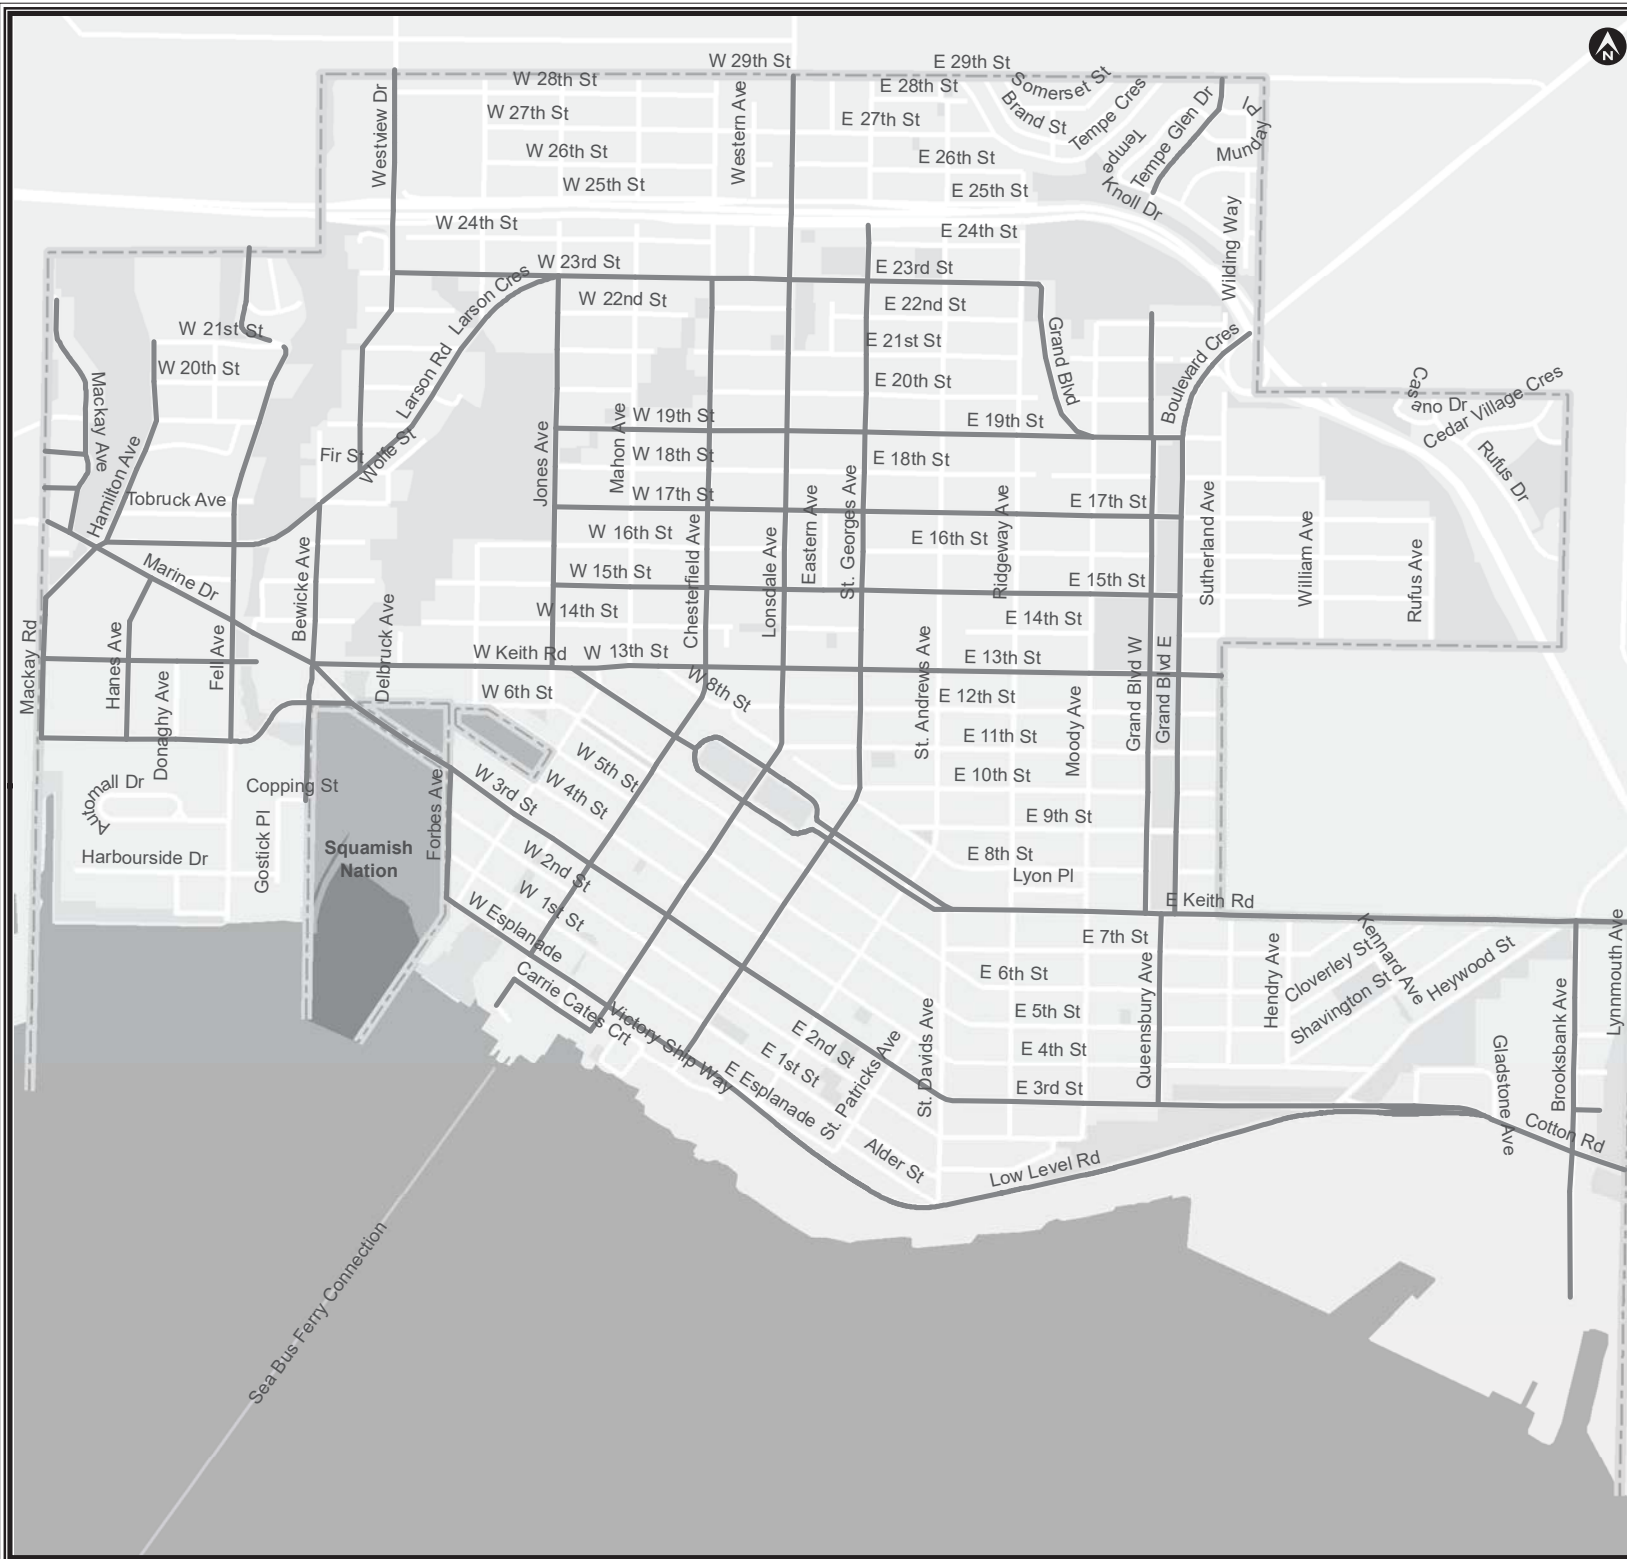 N
W 29th St
E 29th St
W 28th St
E 28th St
Somerset St
W 27th St
E 27th St
Brand St
Tempe Cres
Tempe Glen Dr
Pl
Munday
Westview Dr
Western Ave
W 26th St
E 26th St
Tempe
Knoll Dr
W 25th St
E 25th St
W 24th St
E 24th St
Wilding Way
W 23rd St
E 23rd St
Larson Cres
W 22nd St
E 22nd St
W 21st St
E 21st St
Grand Blvd
Boulevard Cres
W 20th St
E 20th St
Larson Rd
Mackay Ave
Hamilton Ave
W 19th St
E 19th St
Cas
ano Dr
Cedar Village Cres
Rufus Dr
Fir St
Wolfe St
Jones Ave
Mahon Ave
W 18th St
E 18th St
Tobruck Ave
W 17th St
E 17th St
W 16th St
E 16th St
Eastern Ave
St. Georges Ave
Ridgeway Ave
Sutherland Ave
William Ave
Rufus Ave
Marine Dr
Bewicke Ave
Chesterfield Ave
Lonsdale Ave
W 15th St
E 15th St
W 14th St
E 14th St
Mackay Rd
Hanes Ave
Fell Ave
Delbruck Ave
W Keith Rd
W 13th St
E 13th St
Donaghy Ave
W 6th St
W 8th St
St. Andrews Ave
E 12th St
Moody Ave
Grand Blvd W
Grand Blvd E
E 11th St
W 5th St
E 10th St
Automall Dr
Copping St
Forbes Ave
W 3rd St
W 4th St
E 9th St
Harbourside Dr
Gostick Pl
Squamish
Nation
W 2nd St
E 8th St
Lyon Pl
W 1st St
E Keith Rd
W Esplanade
E 7th St
Hendry Ave
Cloverley St
Kennard Ave
Heywood St
Lynnmouth Ave
Carrie Cates Crt
E 6th St
Queensbury Ave
Shavington St
Brooksbank Ave
Victory Ship Way
E 5th St
E 2nd St
St. Davids Ave
E 4th St
E 1st St
St. Patricks Ave
E 3rd St
Gladstone Ave
E Esplanade
Cotton Rd
Alder St
Low Level Rd
Sea Bus Ferry Connection